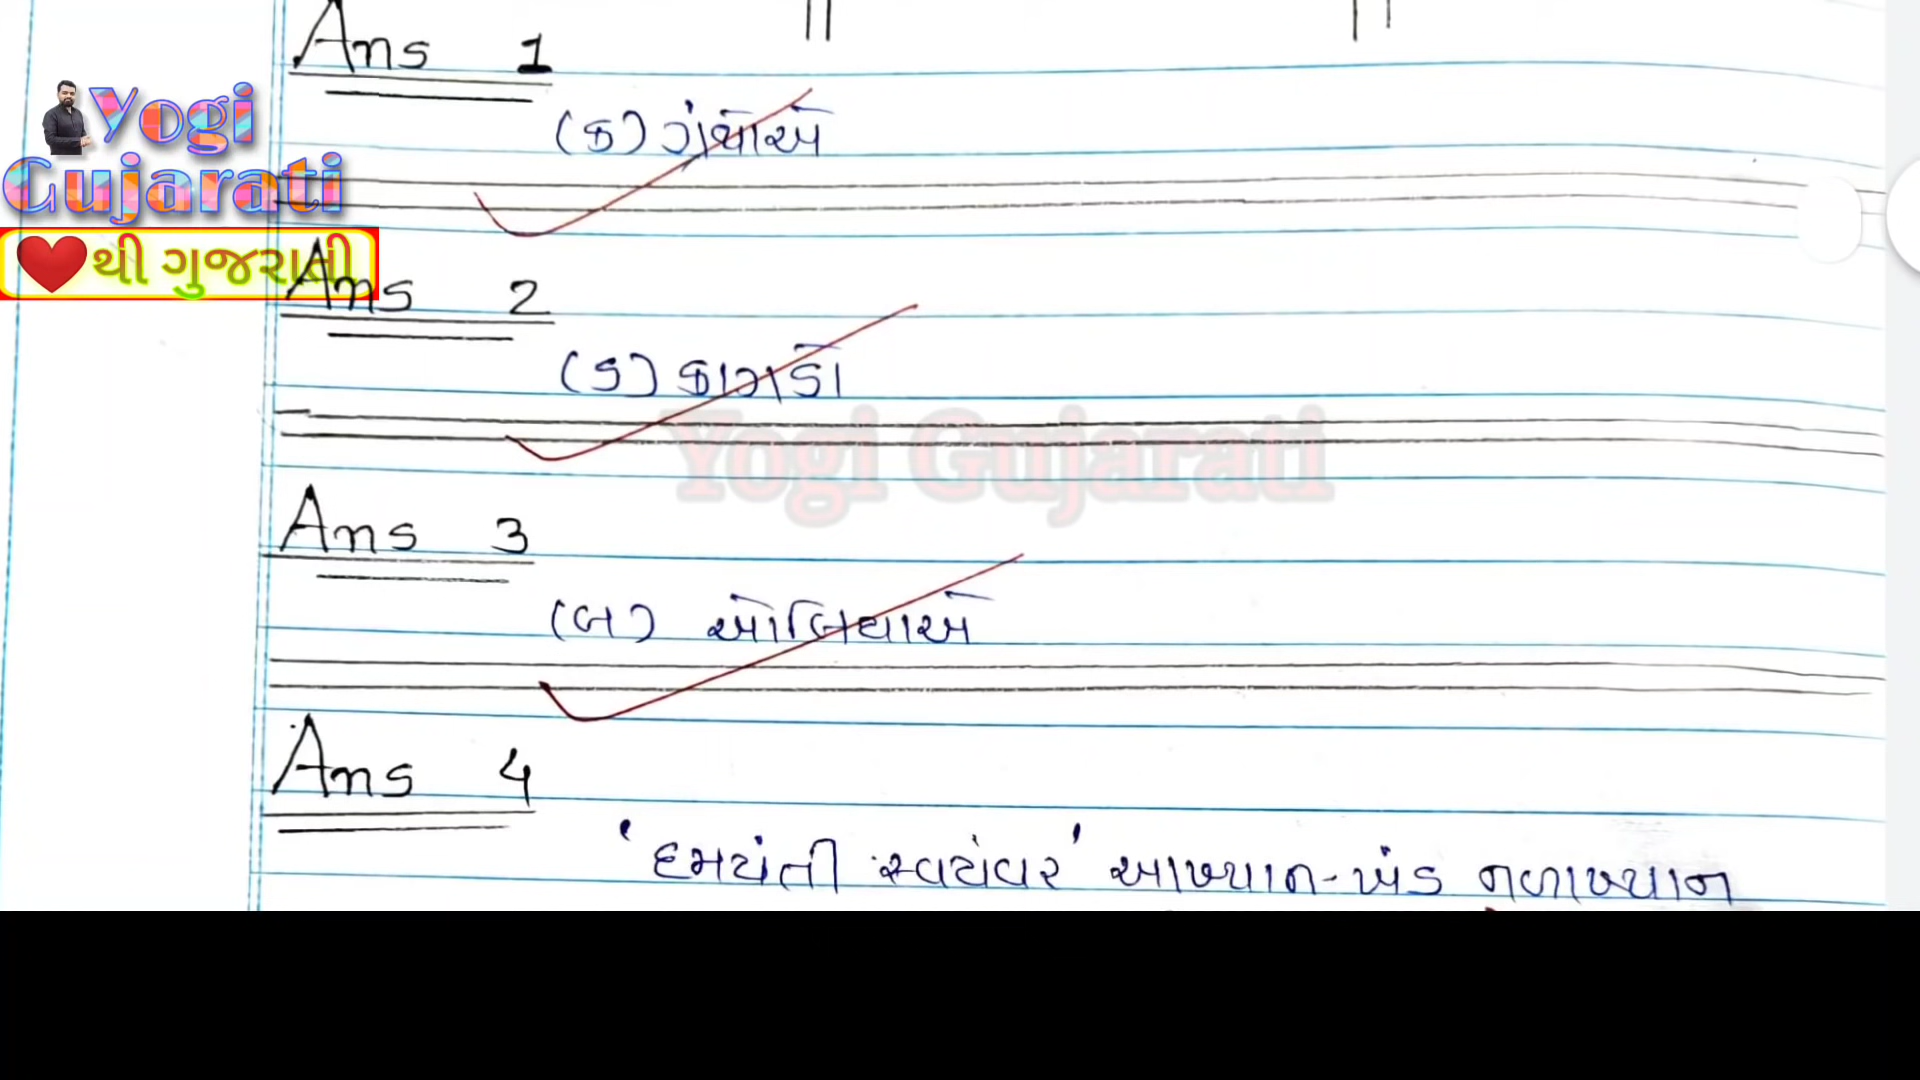 Ans 1
Yogi
(ક) ગ્રંથોએ
Gujarati
❤️થી ગુજરાતી
Ans 2
(ડ) કાગડો
Yogi Gujarati
Ans 3
(બ) ઓલિયાએ
Ans 4
'દમયંતી સ્વયંવર' આખ્યાન-ખંડ નળાખ્યાન